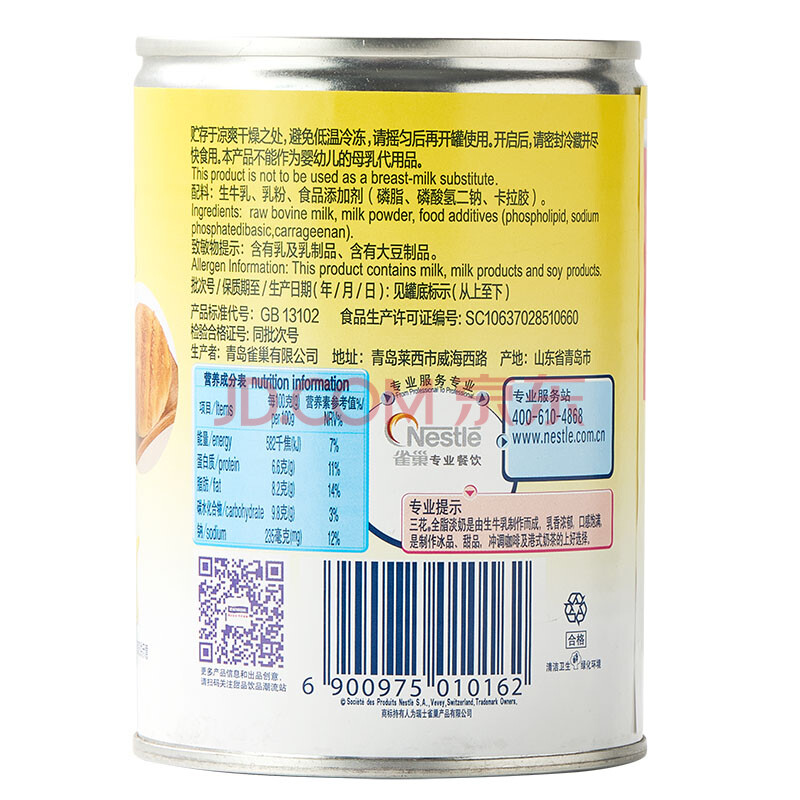 贮存于凉爽干燥之处，避免低温冷冻，请摇匀后再开罐使用。开启后，请密封冷藏并尽
快食用。本产品不能作为婴幼儿的母乳代用品。
This product is not to be used as a breast-milk substitute.
配料：生牛乳、乳粉、食品添加剂（磷脂、磷酸氢二钠、卡拉胶）。
Ingredients: raw bovine milk, milk powder, food additives (phospholipid, sodium
phosphatedibasic,carrageenan).
致敏物提示：含有乳及乳制品、含有大豆制品。
Allergen Information: This product contains milk, milk products and soy products.
批次号/保质期至/生产日期(年/月/日)：见罐底标示(从上至下)
产品标准代号：GB 13102 食品生产许可证编号: SC10637028510660
检验合格证号: 同批次号
生产者：青岛雀巢有限公司 地址：青岛莱西市威海西路 产地：山东省青岛市
营养成分表 nutrition information
项目/Items 每100克(g) per 100g 营养素参考值% NRV%
能量/energy 582千焦(kJ) 7%
蛋白质/protein 6.6克(g) 11%
脂肪/fat 8.2克(g) 14%
碳水化合物/carbohydrate 9.8克(g) 3%
钠/sodium 235毫克(mg) 12%
专业服务专业
From Professional To Professional
Nestlé
雀巢专业餐饮
专业服务站
400-610-4868
www.nestle.com.cn
专业提示
三花全脂淡奶是由生牛乳制作而成，乳香浓郁，口感饱满，
是制作冰品、甜品，冲调咖啡及港式奶茶的上好选择。
JD.COM 京东
更多产品信息和出品创意，
请扫码关注甜品饮品潮流站
6 900975 010162
合格
清洁卫生 绿化环境
© Société des Produits Nestlé S.A., Vevey, Switzerland, Trademark Owners.
商标持有人为瑞士雀巢产品有限公司